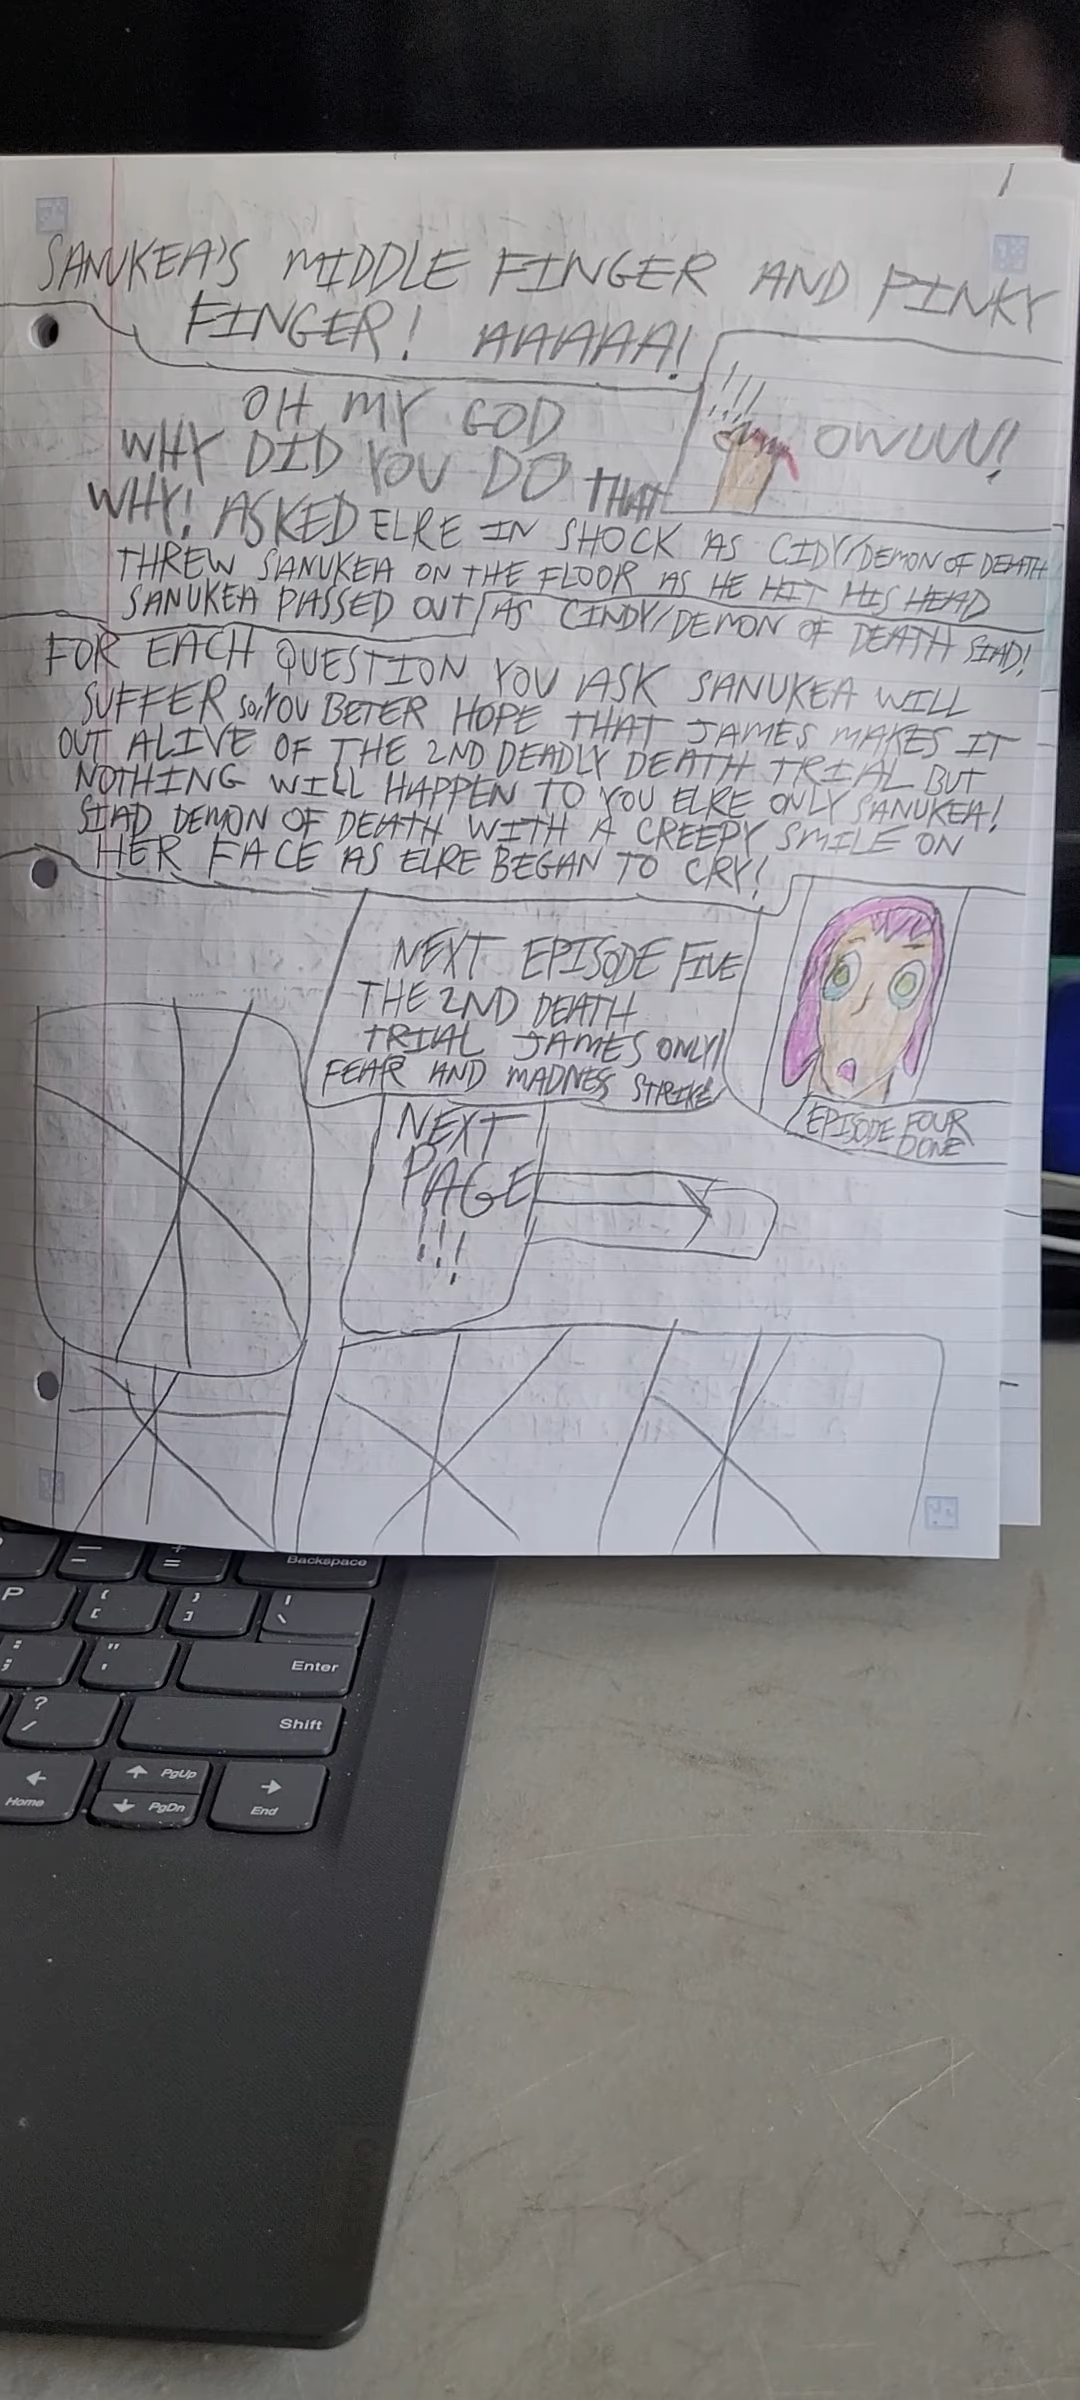 SANUKEA'S MIDDLE FINGER AND PINKY
FINGER! AAAAA!
OH MY GOD
WHY DID YOU DO THAT
WHY! ASKED ELRE IN SHOCK AS CIDY/DEMON OF DEATH
THREW SANUKEA ON THE FLOOR AS HE HIT HIS HEAD
SANUKEA PASSED OUT
!!!
OWUUU!
AS CINDY/DEMON OF DEATH SIAD!
FOR EACH QUESTION YOU ASK SANUKEA WILL
SUFFER so, YOU BETER HOPE THAT JAMES MAKES IT
OUT ALIVE OF THE 2ND DEADLY DEATH TRIAL BUT
NOTHING WILL HAPPEN TO YOU ELRE ONLY SANUKEA!
SIAD DEMON OF DEATH WITH A CREEPY SMILE ON
HER FACE AS ELRE BEGAN TO CRY!
NEXT EPISODE FIVE
THE 2ND DEATH
TRIAL JAMES ONLY!
FEAR AND MADNESS STRIKE!
EPISODE FOUR
DONE
NEXT
PAGE
!!!
Backspace
P
Enter
Shift
Home
PgUp
PgDn
End